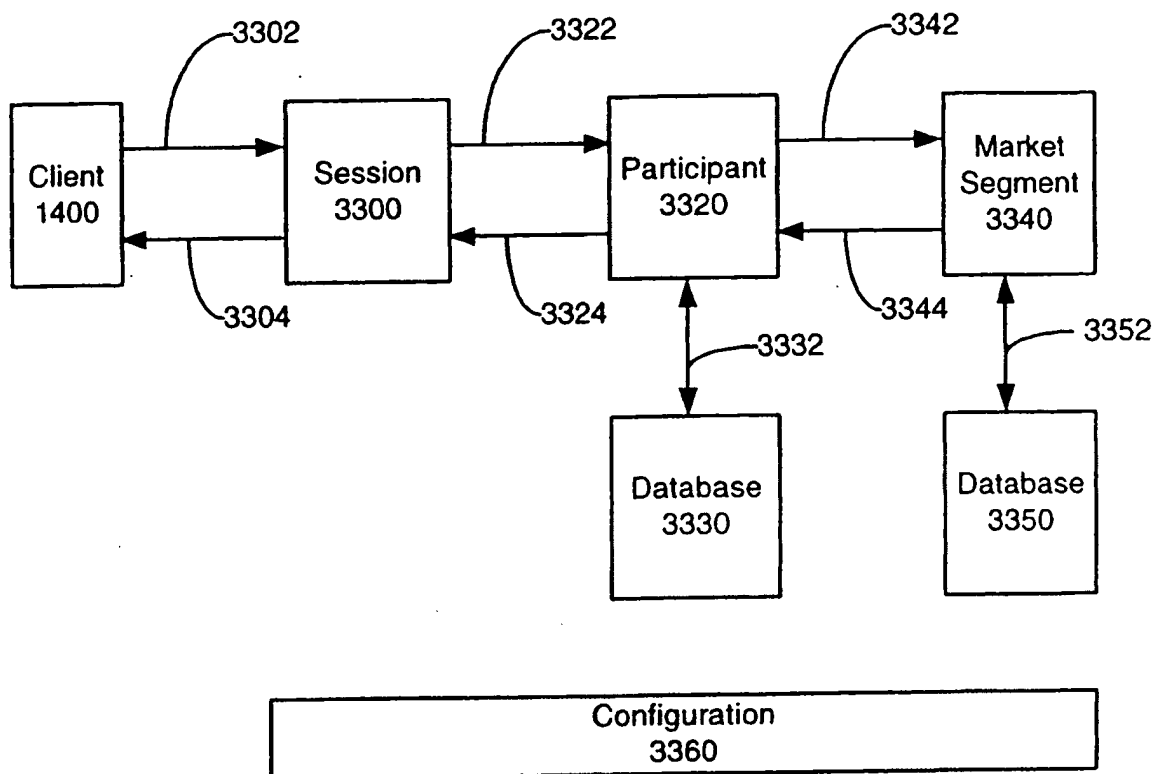 3302
3322
3342
Client
1400
Session
3300
Participant
3320
Market
Segment
3340
3304
3324
3344
3332
3352
Database
3330
Database
3350
Configuration
3360